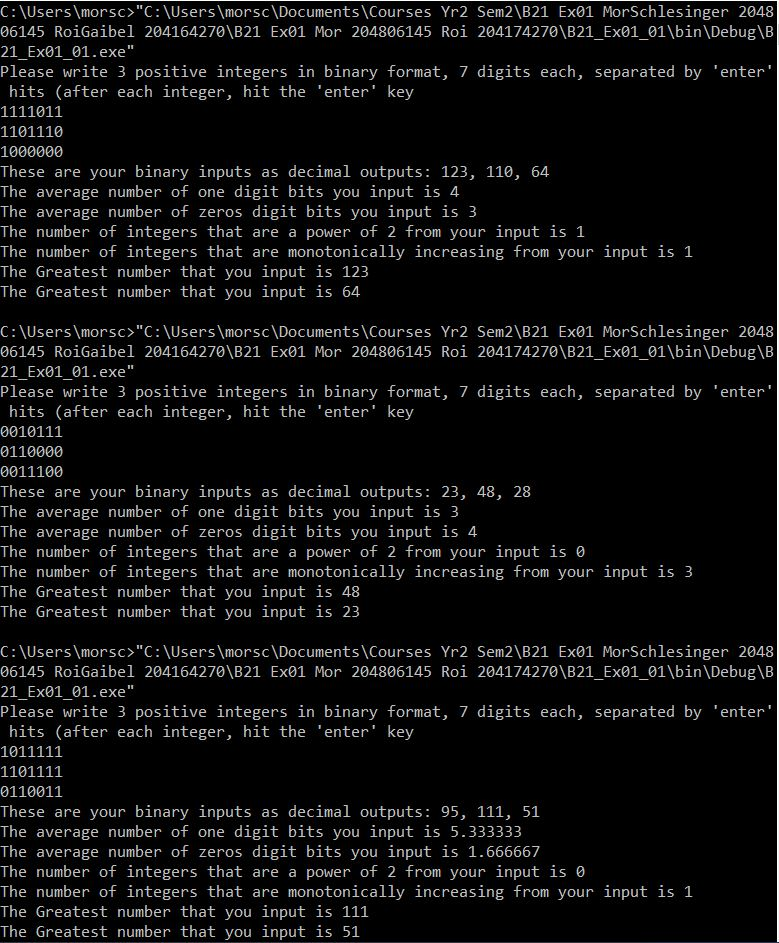 C:\Users\morsc>"C:\Users\morsc\Documents\Courses Yr2 Sem2\B21 Ex01 MorSchlesinger 2048
06145 RoiGaibel 204164270\B21 Ex01 Mor 204806145 Roi 204174270\B21_Ex01_01\bin\Debug\B
21_Ex01_01.exe"
Please write 3 positive integers in binary format, 7 digits each, separated by 'enter'
 hits (after each integer, hit the 'enter' key
1111011
1101110
1000000
These are your binary inputs as decimal outputs: 123, 110, 64
The average number of one digit bits you input is 4
The average number of zeros digit bits you input is 3
The number of integers that are a power of 2 from your input is 1
The number of integers that are monotonically increasing from your input is 1
The Greatest number that you input is 123
The Greatest number that you input is 64

C:\Users\morsc>"C:\Users\morsc\Documents\Courses Yr2 Sem2\B21 Ex01 MorSchlesinger 2048
06145 RoiGaibel 204164270\B21 Ex01 Mor 204806145 Roi 204174270\B21_Ex01_01\bin\Debug\B
21_Ex01_01.exe"
Please write 3 positive integers in binary format, 7 digits each, separated by 'enter'
 hits (after each integer, hit the 'enter' key
0010111
0110000
0011100
These are your binary inputs as decimal outputs: 23, 48, 28
The average number of one digit bits you input is 3
The average number of zeros digit bits you input is 4
The number of integers that are a power of 2 from your input is 0
The number of integers that are monotonically increasing from your input is 3
The Greatest number that you input is 48
The Greatest number that you input is 23

C:\Users\morsc>"C:\Users\morsc\Documents\Courses Yr2 Sem2\B21 Ex01 MorSchlesinger 2048
06145 RoiGaibel 204164270\B21 Ex01 Mor 204806145 Roi 204174270\B21_Ex01_01\bin\Debug\B
21_Ex01_01.exe"
Please write 3 positive integers in binary format, 7 digits each, separated by 'enter'
 hits (after each integer, hit the 'enter' key
1011111
1101111
0110011
These are your binary inputs as decimal outputs: 95, 111, 51
The average number of one digit bits you input is 5.333333
The average number of zeros digit bits you input is 1.666667
The number of integers that are a power of 2 from your input is 0
The number of integers that are monotonically increasing from your input is 1
The Greatest number that you input is 111
The Greatest number that you input is 51